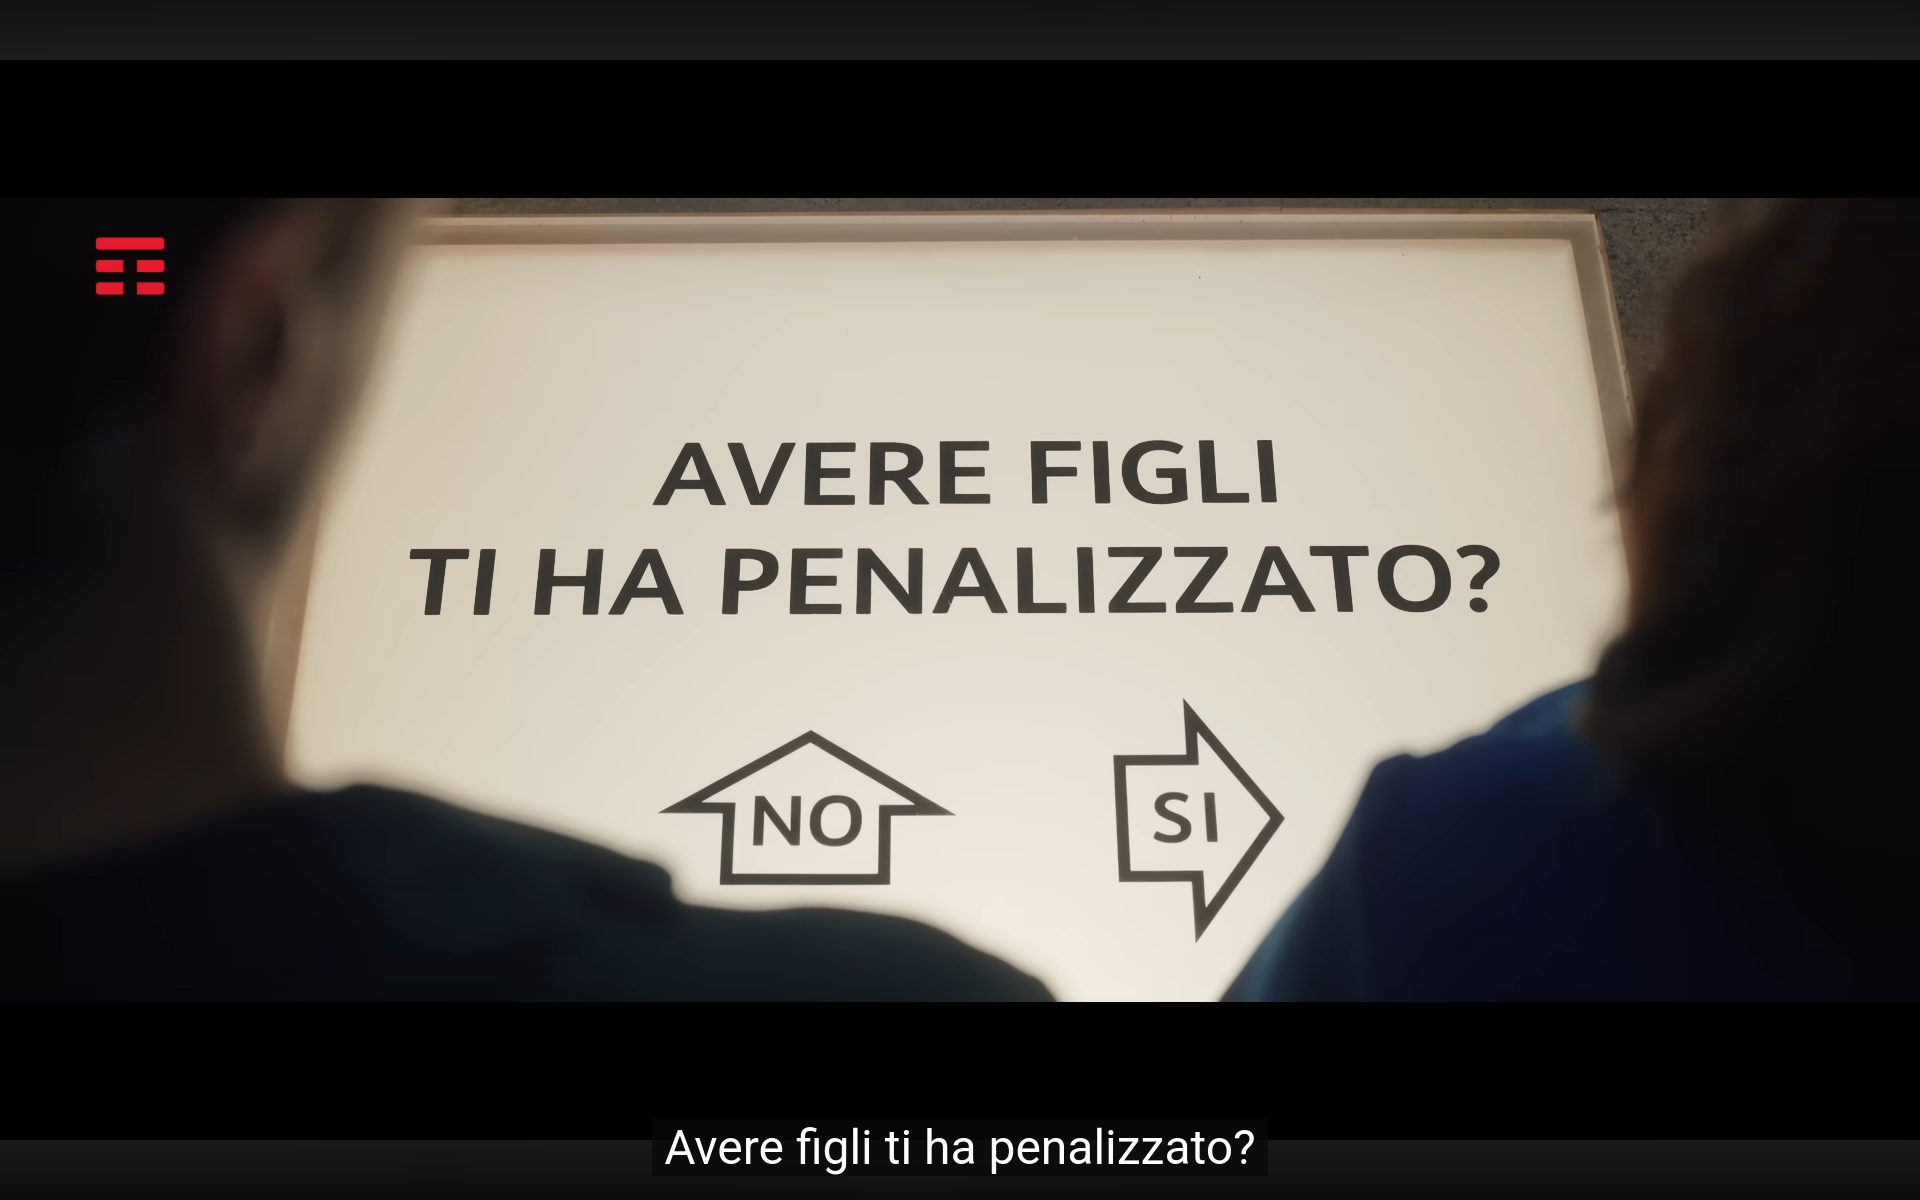 AVERE FIGLI
TI HA PENALIZZATO?
NO
SI
Avere figli ti ha penalizzato?